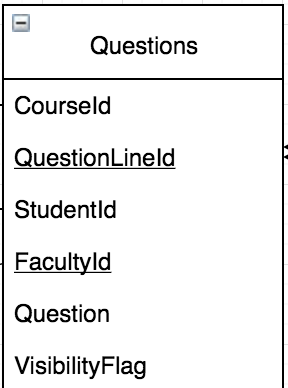 Questions
CourseId
QuestionLineId
StudentId
FacultyId
Question
VisibilityFlag